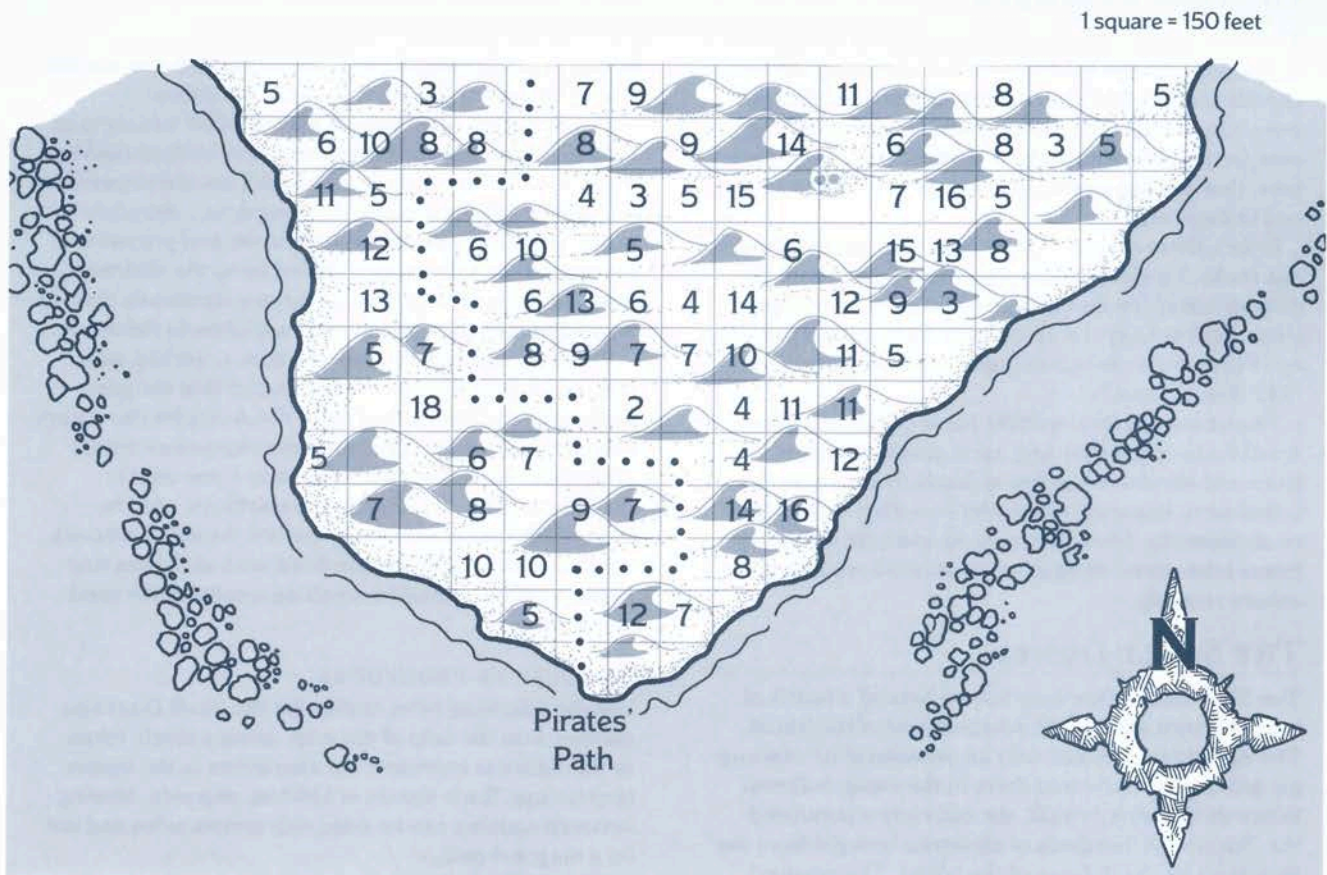 1 square = 150 feet
5 3 7 9 11 8 5
6 10 8 8 8 9 14 6 8 3 5
11 5 4 3 5 15 7 16 5
12 6 10 5 6 15 13 8
13 6 13 6 4 14 12 9 3
5 7 8 9 7 7 10 11 5
18 2 4 11 11
5 6 7 4 12
7 8 9 7 14 16
10 10 8
5 12 7
Pirates'
Path
N